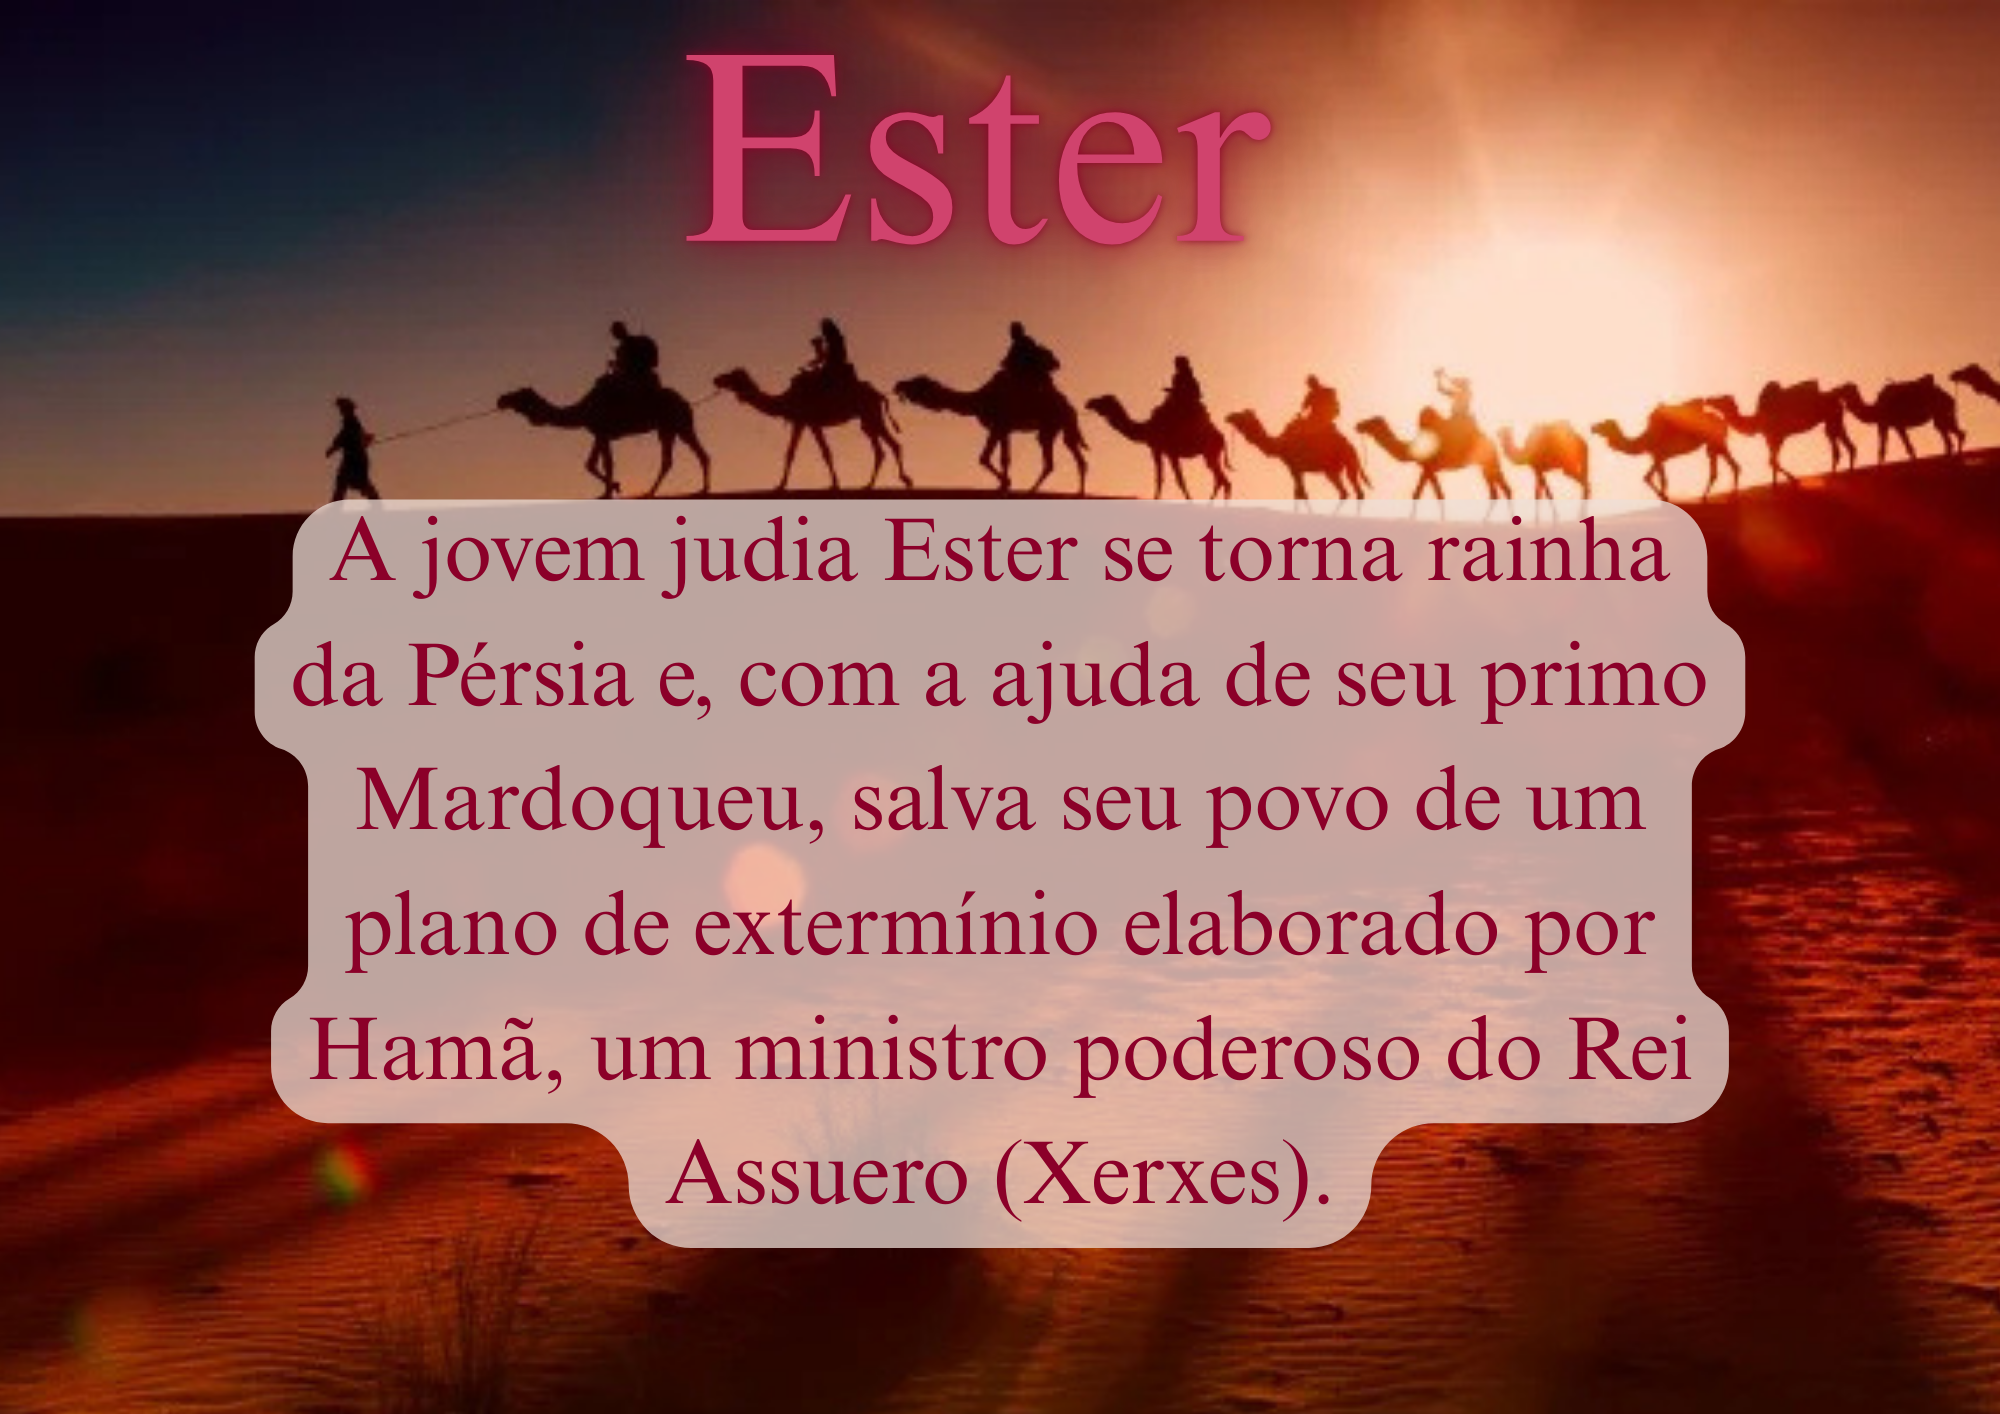 Ester
A jovem judia Ester se torna rainha
da Pérsia e, com a ajuda de seu primo
Mardoqueu, salva seu povo de um
plano de extermínio elaborado por
Hamã, um ministro poderoso do Rei
Assuero (Xerxes).